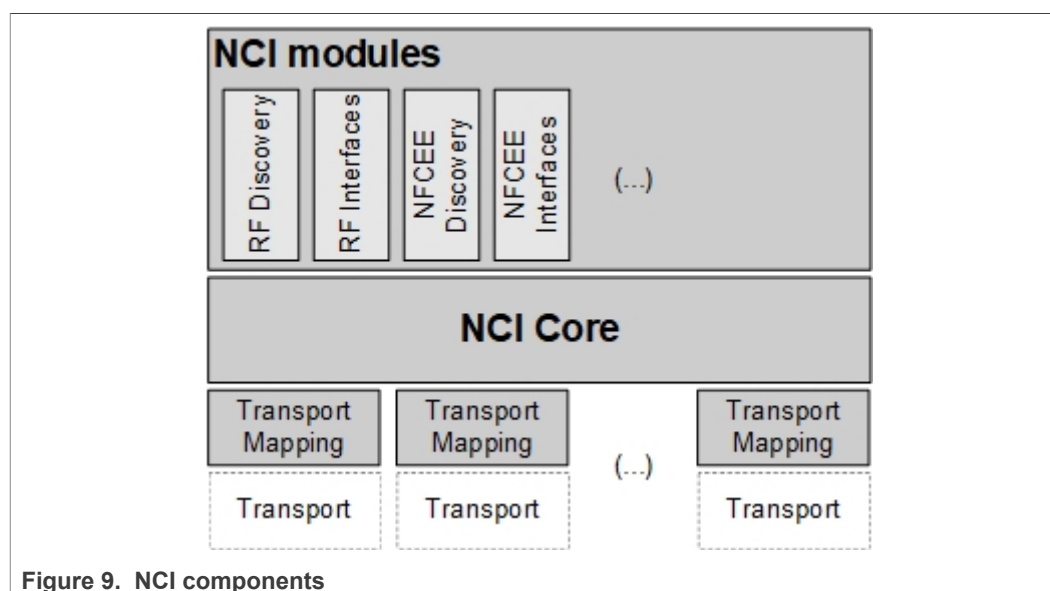 NCI modules
RF Discovery
RF Interfaces
NFCEE
Discovery
NFCEE
Interfaces
(...)
NCI Core
Transport
Mapping
Transport
Mapping
(...)
Transport
Mapping
Transport
Transport
Transport
Figure 9. NCI components